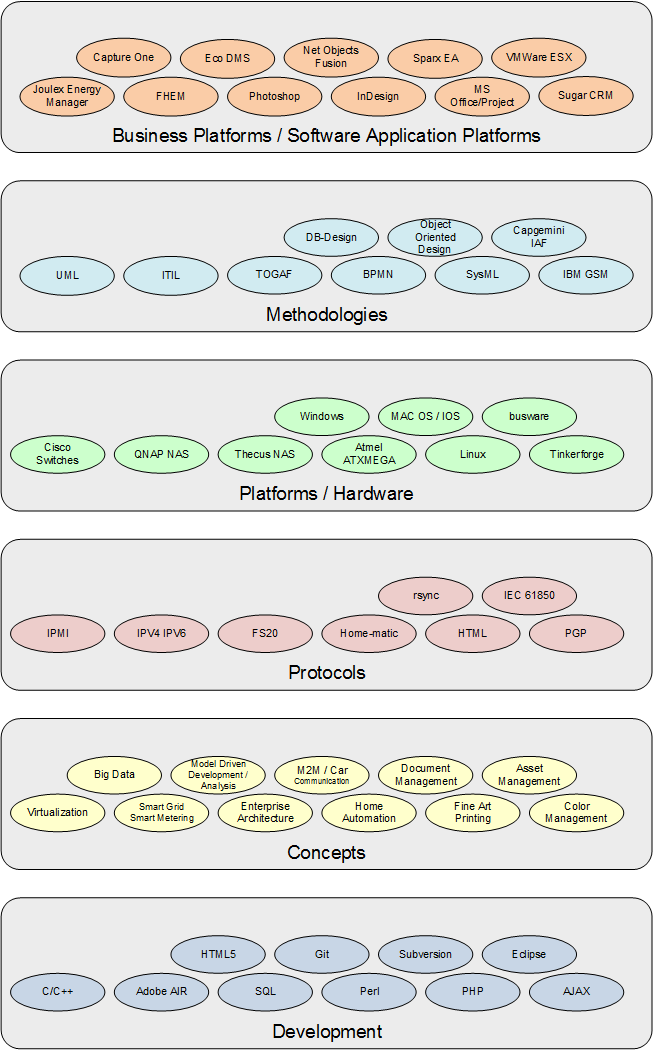 Capture One
Eco DMS
Net Objects
Fusion
Sparx EA
VMWare ESX
Joulex Energy
Manager
FHEM
Photoshop
InDesign
MS
Office/Project
Sugar CRM
Business Platforms / Software Application Platforms
DB-Design
Object
Oriented
Design
Capgemini
IAF
UML
ITIL
TOGAF
BPMN
SysML
IBM GSM
Methodologies
Windows
MAC OS / IOS
busware
Cisco
Switches
QNAP NAS
Thecus NAS
Atmel
ATXMEGA
Linux
Tinkerforge
Platforms / Hardware
rsync
IEC 61850
IPMI
IPV4 IPV6
FS20
Home-matic
HTML
PGP
Protocols
Big Data
Model Driven
Development /
Analysis
M2M / Car
Communication
Document
Management
Asset
Management
Virtualization
Smart Grid
Smart Metering
Enterprise
Architecture
Home
Automation
Fine Art
Printing
Color
Management
Concepts
HTML5
Git
Subversion
Eclipse
C/C++
Adobe AIR
SQL
Perl
PHP
AJAX
Development